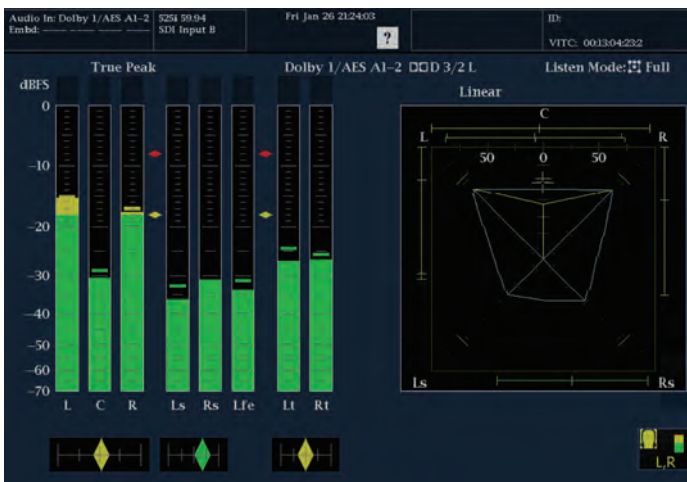 Audio In: Dolby 1/AES A1-2
Embd: --- --- --- ---
525i 59.94
SDI Input B
Fri Jan 26 21:24:03
?
ID:
VITC: 00:13:04:23:2
True Peak
Dolby 1/AES A1-2 D 3/2 L
Listen Mode: Full
dBFS
0
-10
-20
-30
-40
-50
-60
-70
L C R Ls Rs Lfe Lt Rt
Linear
C
L R
50 0 50
Ls Rs
L,R